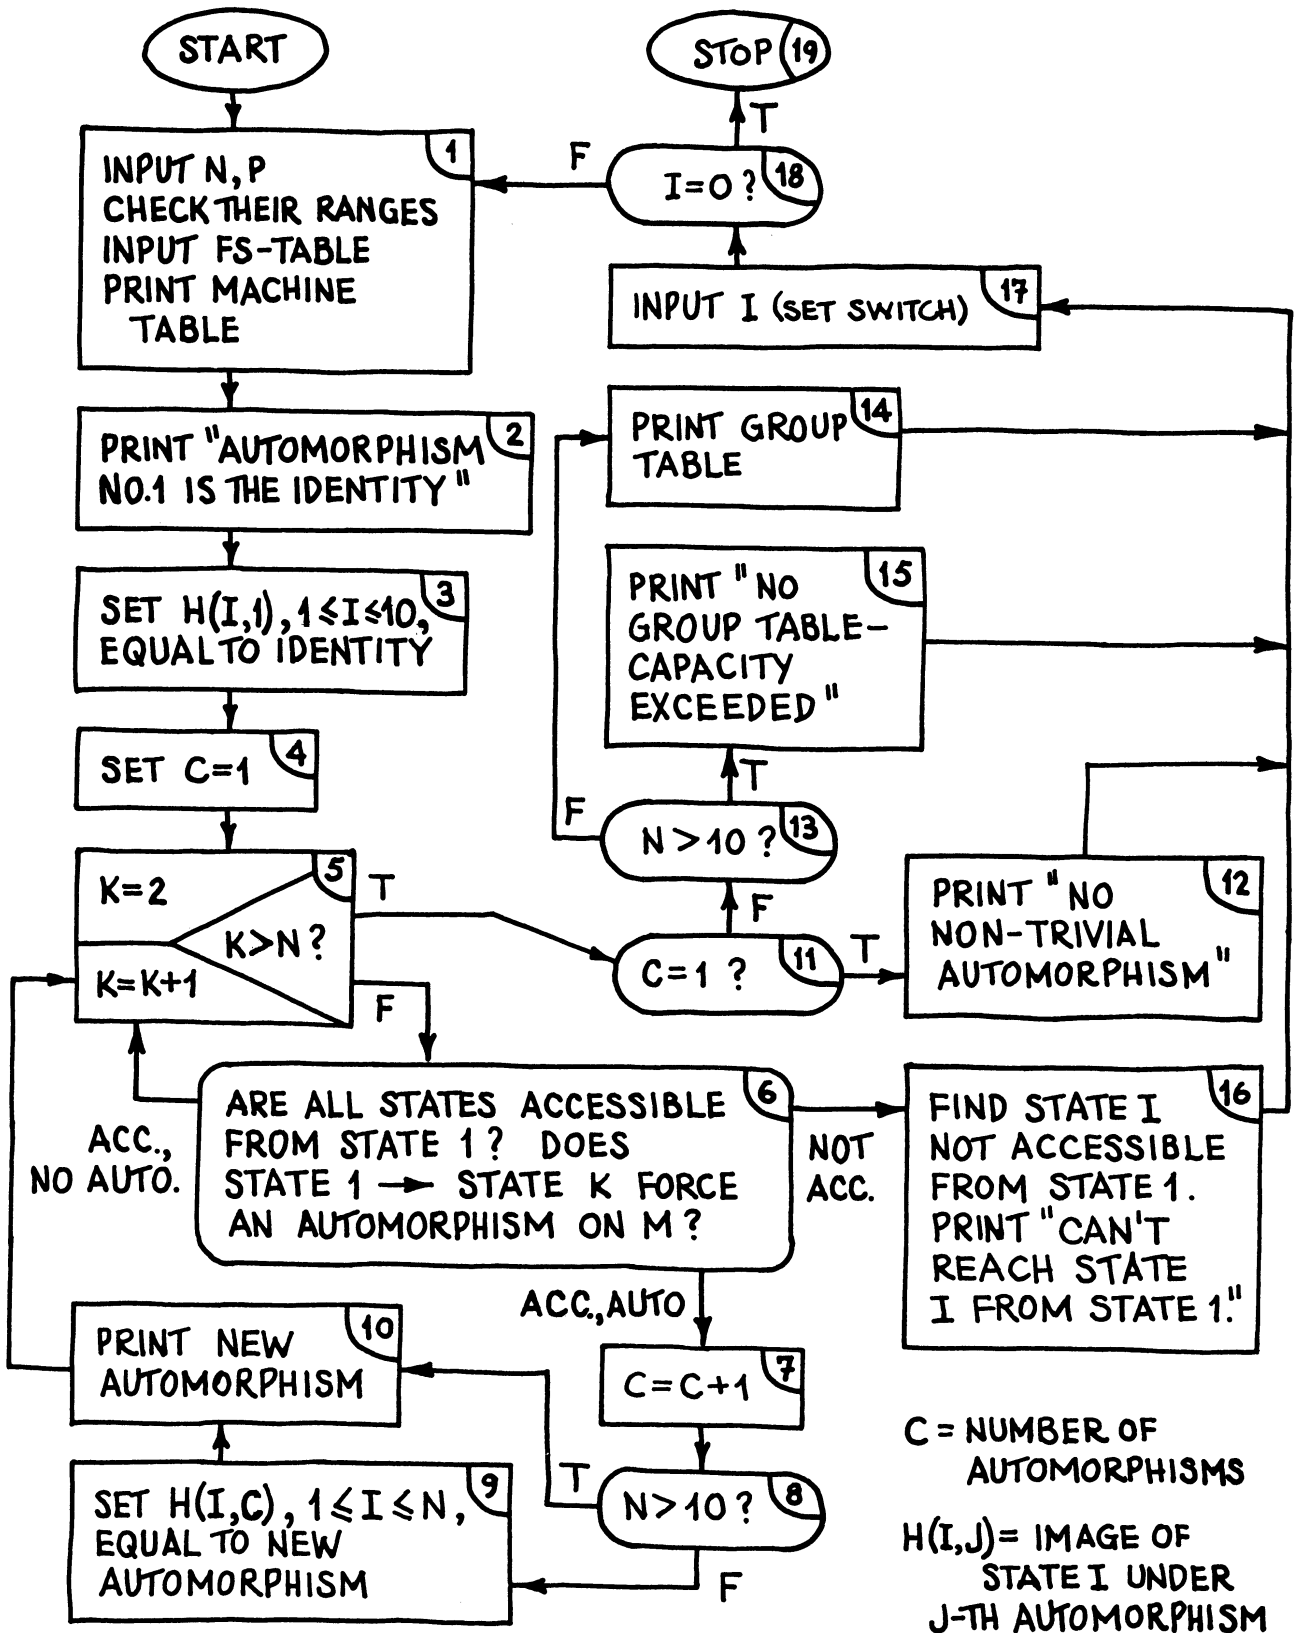 START
INPUT N, P
CHECK THEIR RANGES
INPUT FS-TABLE
PRINT MACHINE
TABLE
1
PRINT "AUTOMORPHISM
NO.1 IS THE IDENTITY"
2
SET H(I,1), 1≤I≤10,
EQUAL TO IDENTITY
3
SET C=1
4
K=2
K>N?
K=K+1
5
T
F
ARE ALL STATES ACCESSIBLE
FROM STATE 1? DOES
STATE 1 → STATE K FORCE
AN AUTOMORPHISM ON M?
6
ACC.,
NO AUTO.
NOT
ACC.
ACC., AUTO
C=C+1
7
N>10?
8
T
F
SET H(I,C), 1≤I≤N,
EQUAL TO NEW
AUTOMORPHISM
9
PRINT NEW
AUTOMORPHISM
10
C=1 ?
11
T
F
PRINT "NO
NON-TRIVIAL
AUTOMORPHISM"
12
N>10 ?
13
T
F
PRINT GROUP
TABLE
14
PRINT "NO
GROUP TABLE-
CAPACITY
EXCEEDED"
15
FIND STATE I
NOT ACCESSIBLE
FROM STATE 1.
PRINT "CAN'T
REACH STATE
I FROM STATE 1."
16
INPUT I (SET SWITCH)
17
I=0 ?
18
F
T
STOP
19
C = NUMBER OF
AUTOMORPHISMS
H(I,J) = IMAGE OF
STATE I UNDER
J-TH AUTOMORPHISM